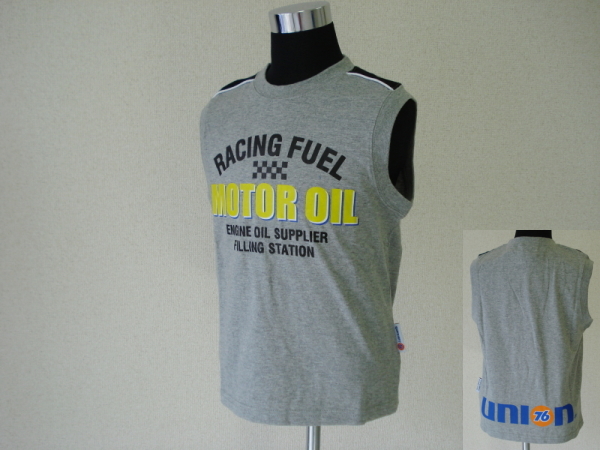 RACING FUEL
MOTOR OIL
ENGINE OIL SUPPLIER
FILLING STATION
union 76